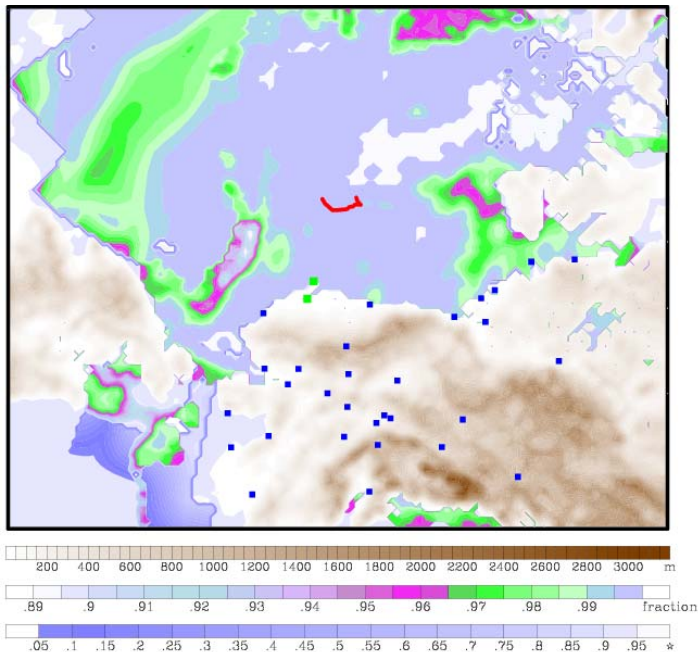 200 400 600 800 1000 1200 1400 1600 1800 2000 2200 2400 2600 2800 3000 m
.89 .9 .91 .92 .93 .94 .95 .96 .97 .98 .99 fraction
.05 .1 .15 .2 .25 .3 .35 .4 .45 .5 .55 .6 .65 .7 .75 .8 .85 .9 .95 *